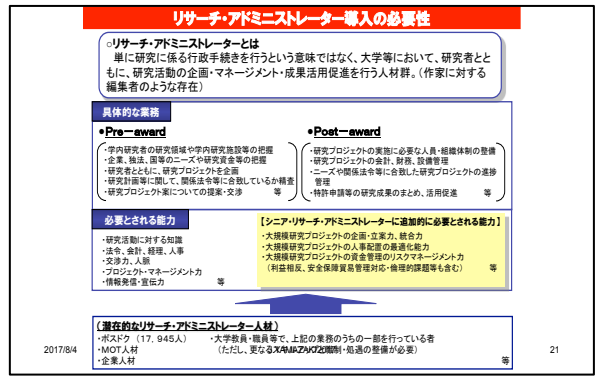 リサーチ・アドミニストレーター導入の必要性
○リサーチ・アドミニストレーターとは
単に研究に係る行政手続きを行うという意味ではなく、大学等において、研究者とと
もに、研究活動の企画・マネージメント・成果活用促進を行う人材群。(作家に対する
編集者のような存在)
具体的な業務
●Pre－award
・学内研究者の研究領域や学内研究施設等の把握
・企業、独法、国等のニーズや研究資金等の把握
・研究者とともに、研究プロジェクトを企画
・研究計画等に関して、関係法令等に合致しているか精査
・研究プロジェクト案についての提案・交渉 等
●Post－award
・研究プロジェクトの実施に必要な人員・組織体制の整備
・研究プロジェクトの会計、財務、設備管理
・ニーズや関係法令等に合致した研究プロジェクトの進捗
管理
・特許申請等の研究成果のまとめ、活用促進 等
必要とされる能力
・研究活動に対する知識
・法令、会計、経理、人事
・交渉力、人脈
・プロジェクト・マネージメント力
・情報発信・宣伝力 等
【シニア・リサーチ・アドミニストレーターに追加的に必要とされる能力】
・大規模研究プロジェクトの企画・立案力、統合力
・大規模研究プロジェクトの人事配置の最適化能力
・大規模研究プロジェクトの資金管理のリスクマネージメント力
(利益相反、安全保障貿易管理対応・倫理的課題等も含む) 等
(潜在的なリサーチ・アドミニストレーター人材)
・ポスドク(17,945人)
・MOT人材
・企業人材
・大学教員・職員等で、上記の業務のうちの一部を行っている者
(ただし、更なる 制・処遇の整備が必要)
等
2017/8/4
21